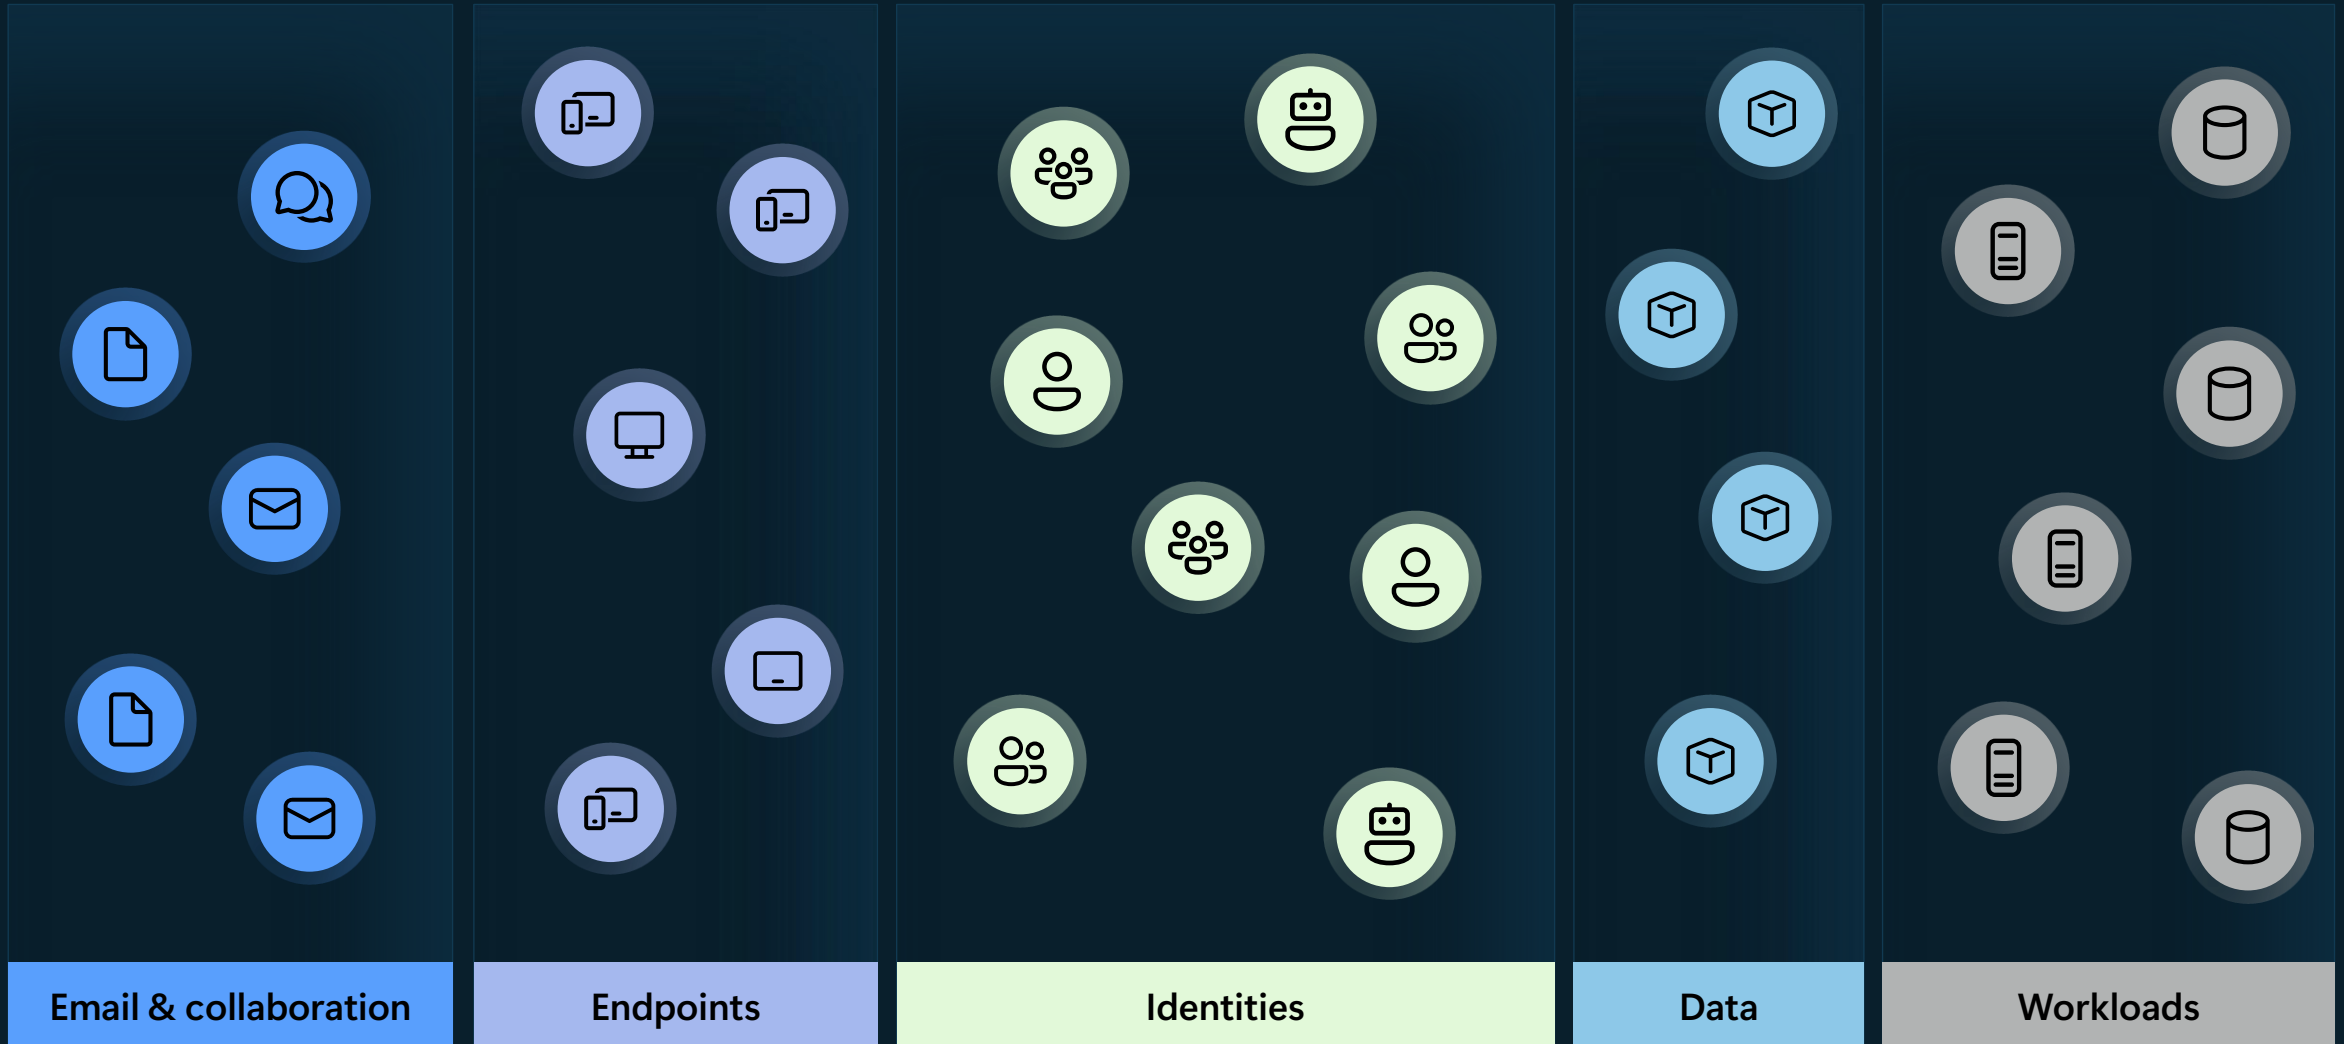 Email & collaboration
Endpoints
Identities
Data
Workloads